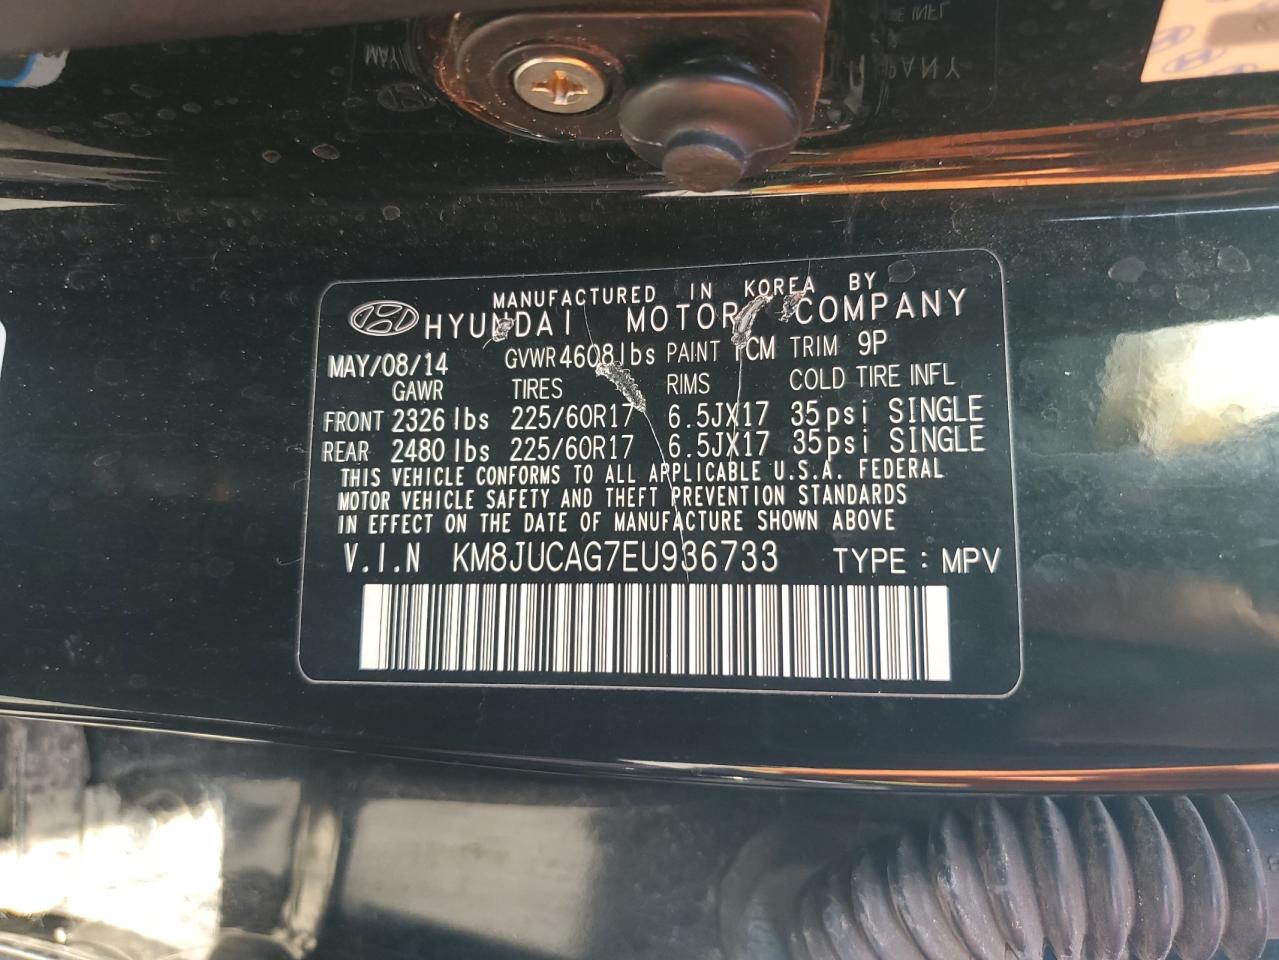 MANUFACTURED IN KOREA BY
HYUNDAI MOTOR COMPANY
MAY/08/14 GVWR 4608lbs PAINT 1CM TRIM 9P
GAWR TIRES RIMS COLD TIRE INFL
FRONT 2326 lbs 225/60R17 6.5JX17 35psi SINGLE
REAR 2480 lbs 225/60R17 6.5JX17 35psi SINGLE
THIS VEHICLE CONFORMS TO ALL APPLICABLE U.S.A. FEDERAL
MOTOR VEHICLE SAFETY AND THEFT PREVENTION STANDARDS
IN EFFECT ON THE DATE OF MANUFACTURE SHOWN ABOVE
V.I.N KM8JUCAG7EU936733 TYPE : MPV